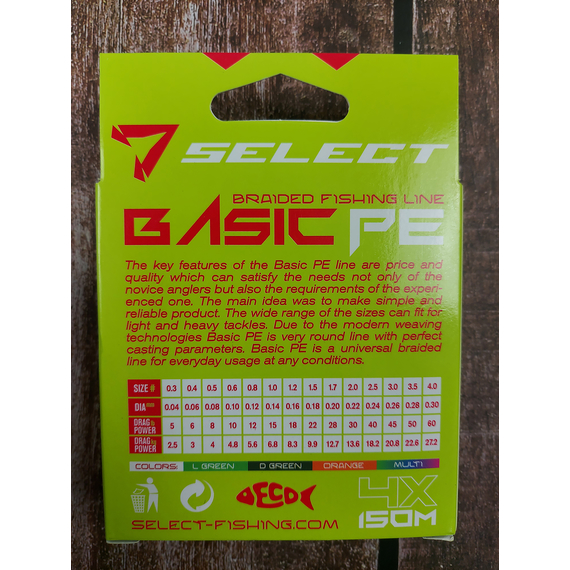 SELECT
BRAIDED FISHING LINE
BASIC PE
The key features of the Basic PE line are price and
quality which can satisfy the needs not only of the
novice anglers but also the requirements of the experi-
enced one. The main idea was to make simple and
reliable product. The wide range of the sizes can fit for
light and heavy tackles. Due to the modern weaving
technologies Basic PE is very round line with perfect
casting parameters. Basic PE is a universal braided
line for everyday usage at any conditions.
SIZE # 0.3 0.4 0.5 0.6 0.8 1.0 1.2 1.5 1.7 2.0 2.5 3.0 3.5 4.0
DIA mm 0.04 0.06 0.08 0.10 0.12 0.14 0.16 0.18 0.20 0.22 0.24 0.26 0.28 0.30
DRAG lb POWER 5 6 8 10 12 15 18 22 28 30 40 45 50 60
DRAG kg POWER 2.5 3 4 4.8 5.6 6.8 8.3 9.9 12.7 13.6 18.2 20.8 22.6 27.2
COLORS: L GREEN D GREEN ORANGE MULTI
ECO
4X
150M
SELECT-FISHING.COM